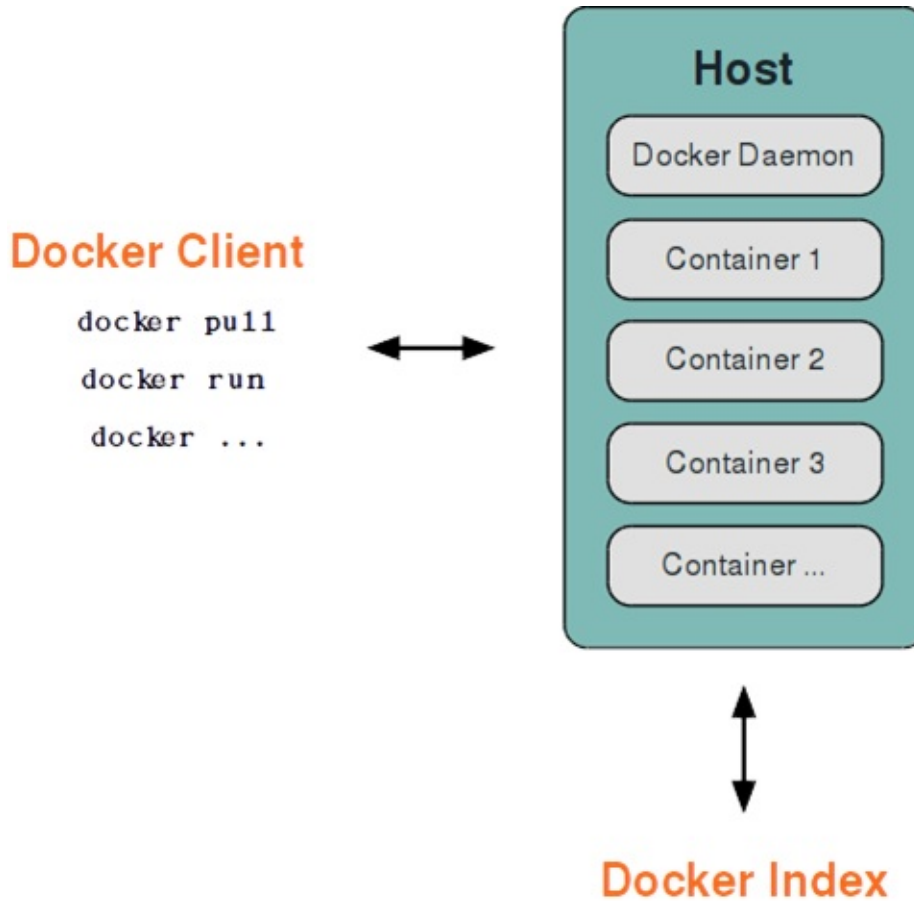 Docker Client
docker pull
docker run
docker ...
Host
Docker Daemon
Container 1
Container 2
Container 3
Container ...
Docker Index